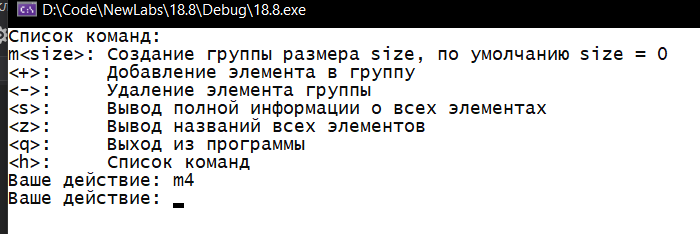 D:\Code\NewLabs\18.8\Debug\18.8.exe
Список команд:
m<size>: Создание группы размера size, по умолчанию size = 0
<+>: Добавление элемента в группу
<->: Удаление элемента группы
<s>: Вывод полной информации о всех элементах
<z>: Вывод названий всех элементов
<q>: Выход из программы
<h>: Список команд
Ваше действие: m4
Ваше действие: